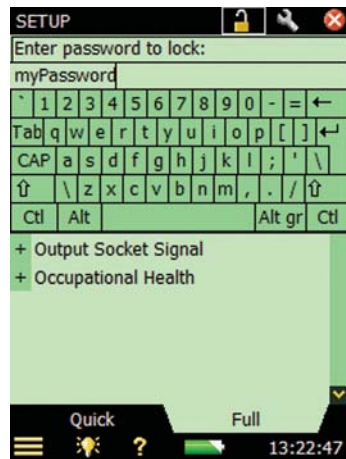 SETUP
Enter password to lock:
myPassword
` 1 2 3 4 5 6 7 8 9 0 - = ←
Tab q w e r t y u i o p [ ] ↵
CAP a s d f g h j k l ; ' \
⇧ \ z x c v b n m , . / ⇧
Ctl Alt Alt gr Ctl
+ Output Socket Signal
+ Occupational Health
Quick Full
? 13:22:47